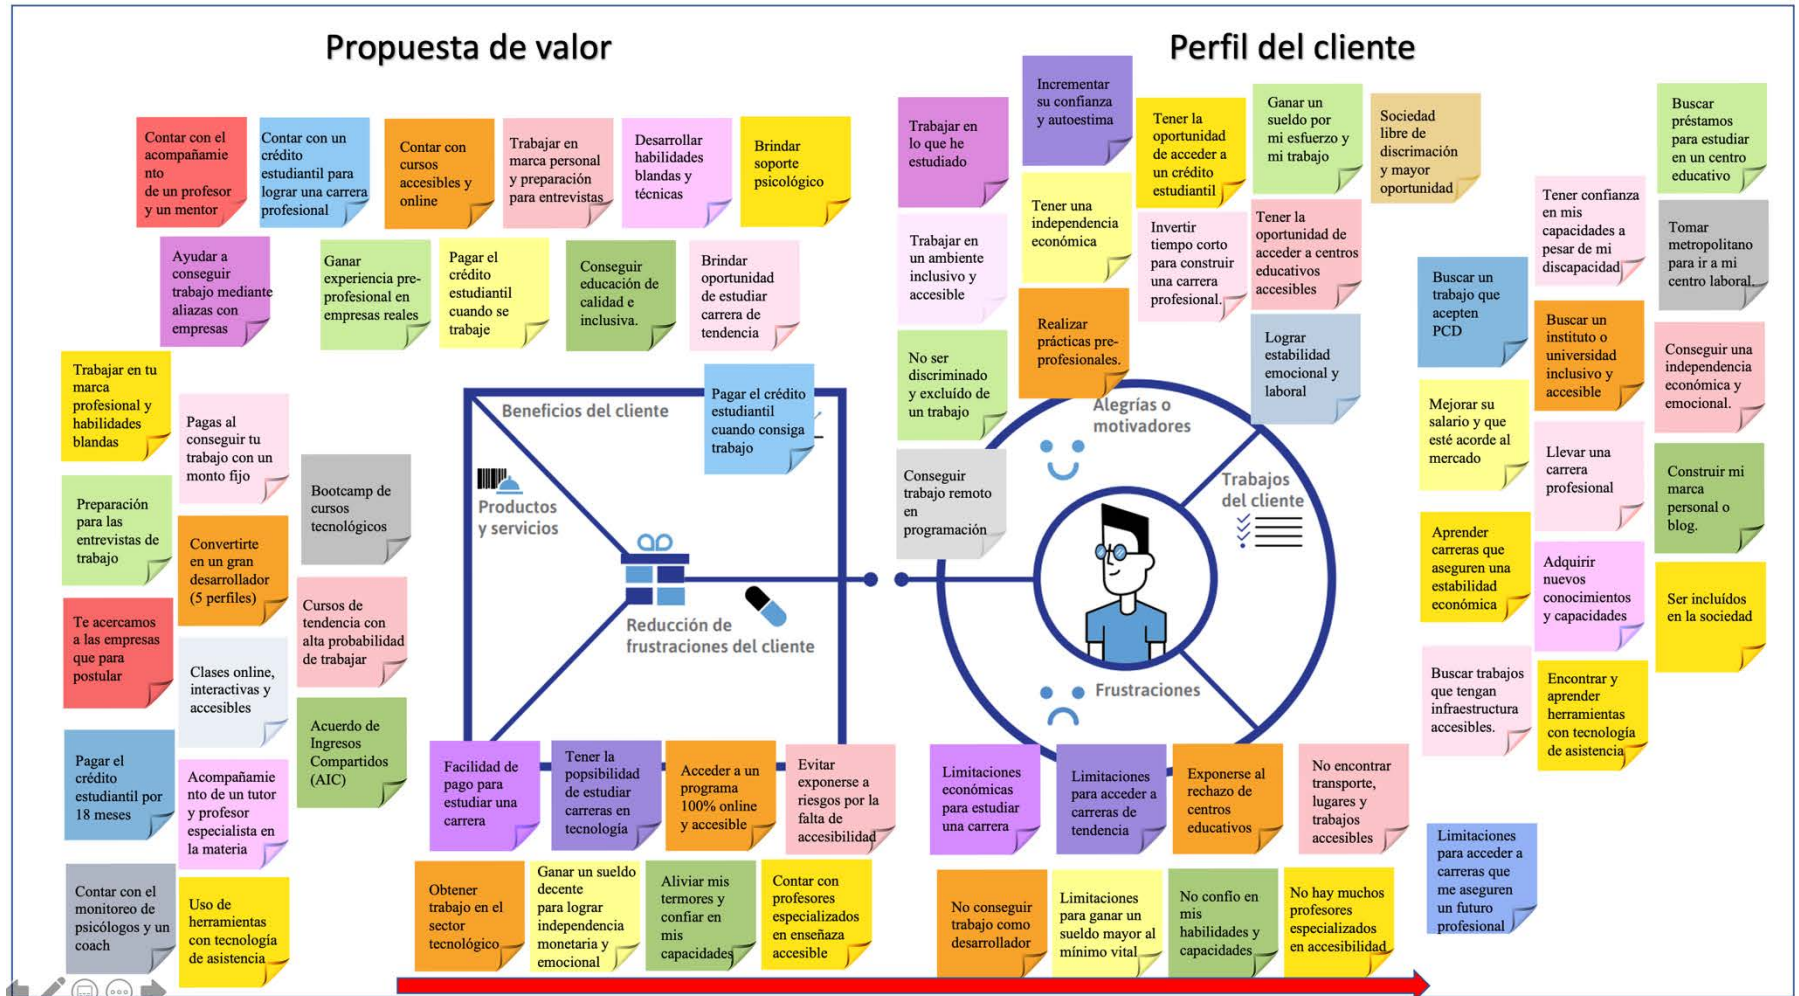 Propuesta de valor
Perfil del cliente
Contar con el
acompañamie
nto
de un profesor
y un mentor
Contar con un
crédito
estudiantil para
lograr una carrera
profesional
Contar con
cursos
accesibles y
online
Trabajar en
marca personal
y preparación
para entrevistas
Desarrollar
habilidades
blandas y
técnicas
Brindar
soporte
psicológico
Ayudar a
conseguir
trabajo mediante
aliazas con
empresas
Ganar
experiencia pre-
profesional en
empresas reales
Pagar el
crédito
estudiantil
cuando se
trabaje
Conseguir
educación de
calidad e
inclusiva.
Brindar
oportunidad
de estudiar
carrera de
tendencia
Trabajar en tu
marca
profesional y
habilidades
blandas
Pagas al
conseguir tu
trabajo con un
monto fijo
Bootcamp de
cursos
tecnológicos
Preparación
para las
entrevistas de
trabajo
Convertirte
en un gran
desarrollador
(5 perfiles)
Cursos de
tendencia con
alta probabilidad
de trabajar
Te acercamos
a las empresas
que para
postular
Clases online,
interactivas y
accesibles
Acuerdo de
Ingresos
Compartidos
(AIC)
Pagar el
crédito
estudiantil por
18 meses
Acompañamie
nto de un tutor
y profesor
especialista en
la materia
Contar con el
monitoreo de
psicólogos y un
coach
Uso de
herramientas
con tecnología
de asistencia
Beneficios del cliente
Pagar el crédito
estudiantil
cuando consiga
trabajo
Productos
y servicios
Reducción de
frustraciones del cliente
Facilidad de
pago para
estudiar una
carrera
Tener la
popsibilidad
de estudiar
carreras en
tecnología
Acceder a un
programa
100% online
y accesible
Evitar
exponerse a
riesgos por la
falta de
accesibilidad
Obtener
trabajo en el
sector
tecnológico
Ganar un sueldo
decente
para lograr
independencia
monetaria y
emocional
Aliviar mis
termores y
confiar en
mis
capacidades
Contar con
profesores
especializados
en enseñaza
accesible
Trabajar en
lo que he
estudiado
Incrementar
su confianza
y autoestima
Tener la
oportunidad
de acceder a
un crédito
estudiantil
Ganar un
sueldo por
mi esfuerzo y
mi trabajo
Sociedad
libre de
discrimación
y mayor
oportunidad
Trabajar en
un ambiente
inclusivo y
accesible
Tener una
independencia
económica
Invertir
tiempo corto
para construir
una carrera
profesional.
Tener la
oportunidad de
acceder a centros
educativos
accesibles
No ser
discriminado
y excluído de
un trabajo
Realizar
prácticas pre-
profesionales.
Lograr
estabilidad
emocional y
laboral
Conseguir
trabajo remoto
en
programación
Alegrías o
motivadores
Trabajos
del cliente
Frustraciones
Buscar
préstamos
para estudiar
en un centro
educativo
Tener confianza
en mis
capacidades a
pesar de mi
discapacidad
Tomar
metropolitano
para ir a mi
centro laboral.
Buscar un
trabajo que
acepten
PCD
Buscar un
instituto o
universidad
inclusivo y
accesible
Conseguir una
independencia
económica y
emocional.
Mejorar su
salario y que
esté acorde al
mercado
Llevar una
carrera
profesional
Construir mi
marca
personal o
blog.
Aprender
carreras que
aseguren una
estabilidad
económica
Adquirir
nuevos
conocimientos
y capacidades
Ser incluídos
en la sociedad
Buscar trabajos
que tengan
infraestructura
accesibles.
Encontrar y
aprender
herramientas
con tecnología
de asistencia
Limitaciones
económicas
para estudiar
una carrera
Limitaciones
para acceder a
carreras de
tendencia
Exponerse al
rechazo de
centros
educativos
No encontrar
transporte,
lugares y
trabajos
accesibles
Limitaciones
para acceder a
carreras que
me aseguren
un futuro
profesional
No conseguir
trabajo como
desarrollador
Limitaciones
para ganar un
sueldo mayor al
mínimo vital
No confío en
mis
habilidades y
capacidades
No hay muchos
profesores
especializados
en accesibilidad